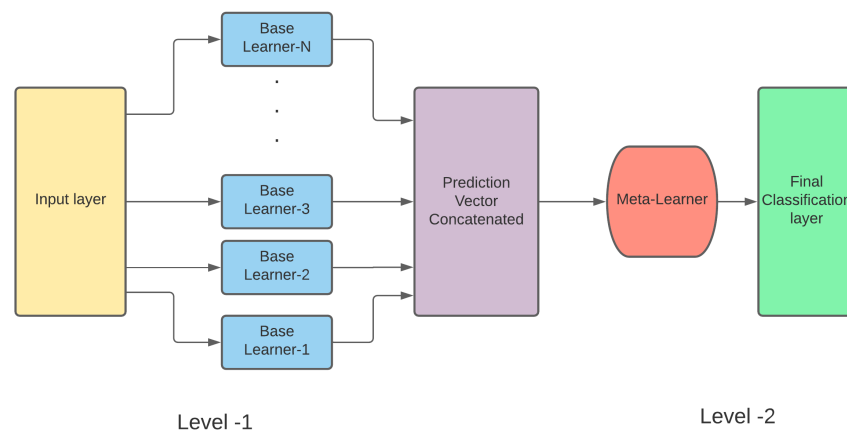 Base
Learner-N
.
.
.
Input layer
Base
Learner-3
Base
Learner-2
Base
Learner-1
Prediction
Vector
Concatenated
Meta-Learner
Final
Classification
layer
Level -1
Level -2